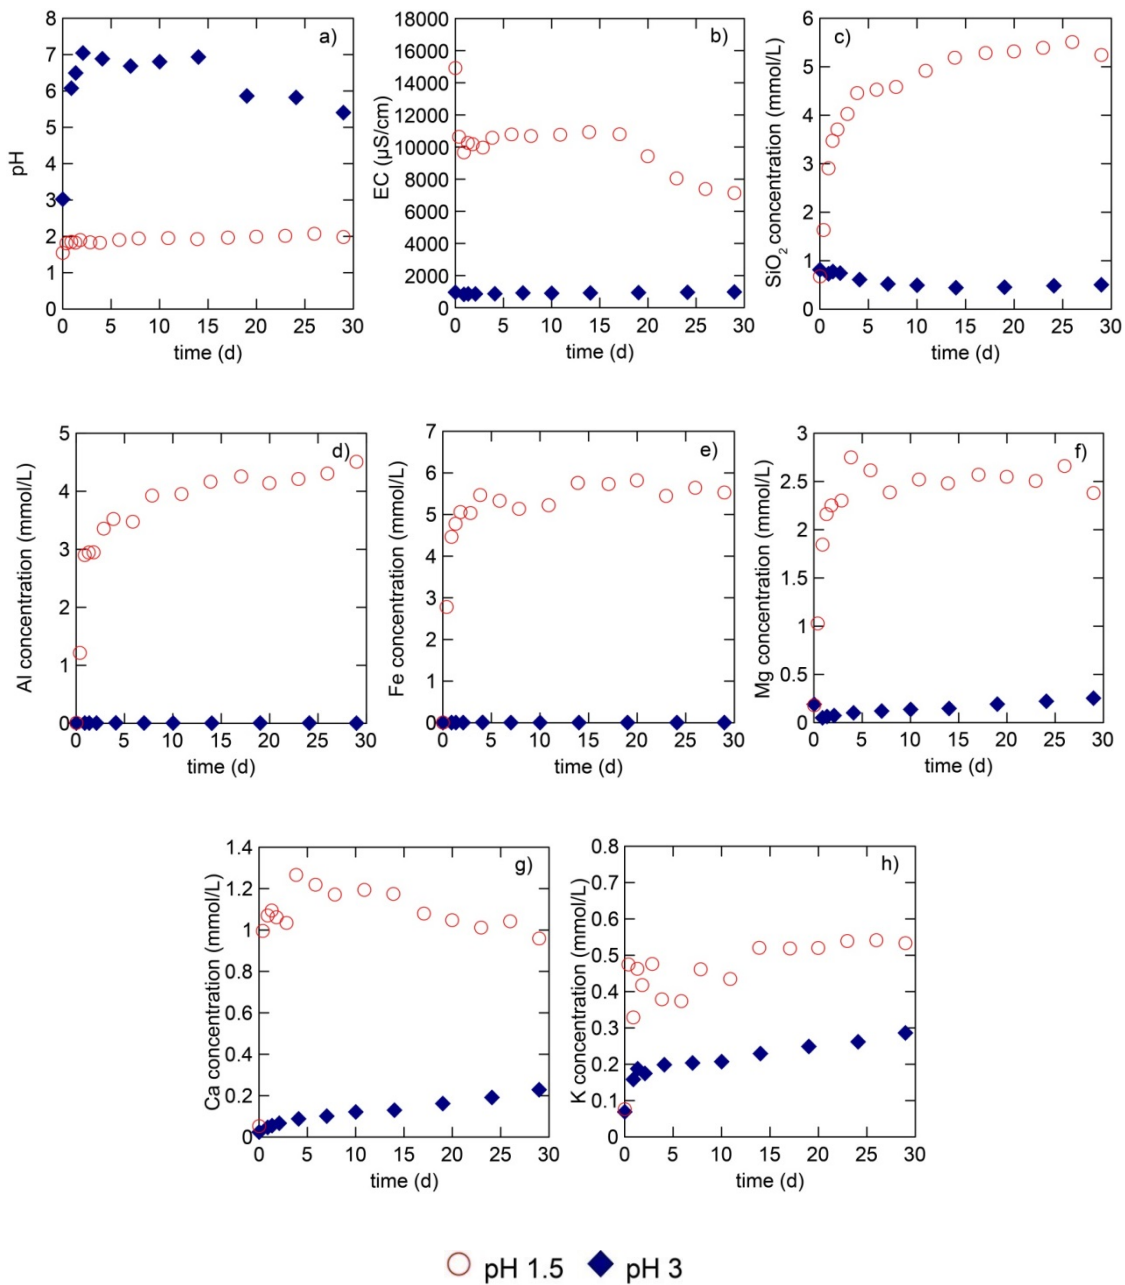 a)
pH
8
7
6
5
4
3
2
1
0
0 5 10 15 20 25 30
time (d)
b)
EC (µS/cm)
18000
16000
14000
12000
10000
8000
6000
4000
2000
0
0 5 10 15 20 25 30
time (d)
c)
SiO₂ concentration (mmol/L)
6
5
4
3
2
1
0
0 5 10 15 20 25 30
time (d)
d)
Al concentration (mmol/L)
5
4
3
2
1
0
0 5 10 15 20 25 30
time (d)
e)
Fe concentration (mmol/L)
7
6
5
4
3
2
1
0
0 5 10 15 20 25 30
time (d)
f)
Mg concentration (mmol/L)
3
2.5
2
1.5
1
0.5
0
0 5 10 15 20 25 30
time (d)
g)
Ca concentration (mmol/L)
1.4
1.2
1
0.8
0.6
0.4
0.2
0
0 5 10 15 20 25 30
time (d)
h)
K concentration (mmol/L)
0.8
0.7
0.6
0.5
0.4
0.3
0.2
0.1
0
0 5 10 15 20 25 30
time (d)
pH 1.5 pH 3